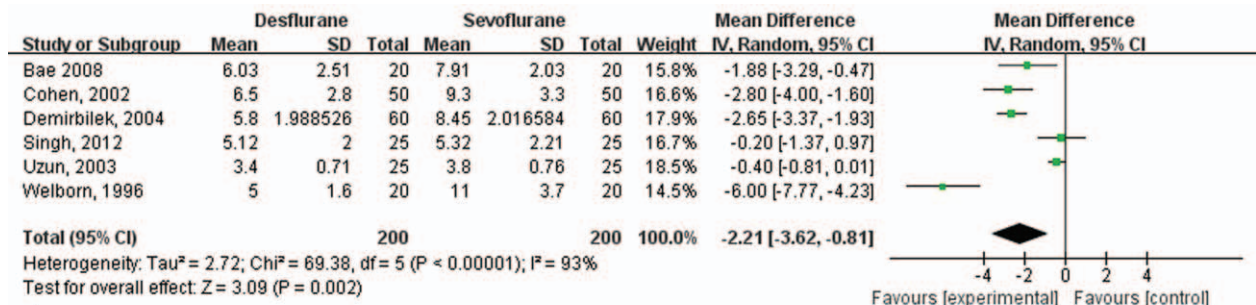 Desflurane Sevoflurane Mean Difference Mean Difference
Study or Subgroup Mean SD Total Mean SD Total Weight IV, Random, 95% CI IV, Random, 95% CI
Bae 2008 6.03 2.51 20 7.91 2.03 20 15.8% -1.88 [-3.29, -0.47]
Cohen, 2002 6.5 2.8 50 9.3 3.3 50 16.6% -2.80 [-4.00, -1.60]
Demirbilek, 2004 5.8 1.988526 60 8.45 2.016584 60 17.9% -2.65 [-3.37, -1.93]
Singh, 2012 5.12 2 25 5.32 2.21 25 16.7% -0.20 [-1.37, 0.97]
Uzun, 2003 3.4 0.71 25 3.8 0.76 25 18.5% -0.40 [-0.81, 0.01]
Welborn, 1996 5 1.6 20 11 3.7 20 14.5% -6.00 [-7.77, -4.23]
Total (95% CI) 200 200 100.0% -2.21 [-3.62, -0.81]
Heterogeneity: Tau² = 2.72; Chi² = 69.38, df = 5 (P < 0.00001); I² = 93%
Test for overall effect: Z = 3.09 (P = 0.002)
-4 -2 0 2 4
Favours [experimental] Favours [control]